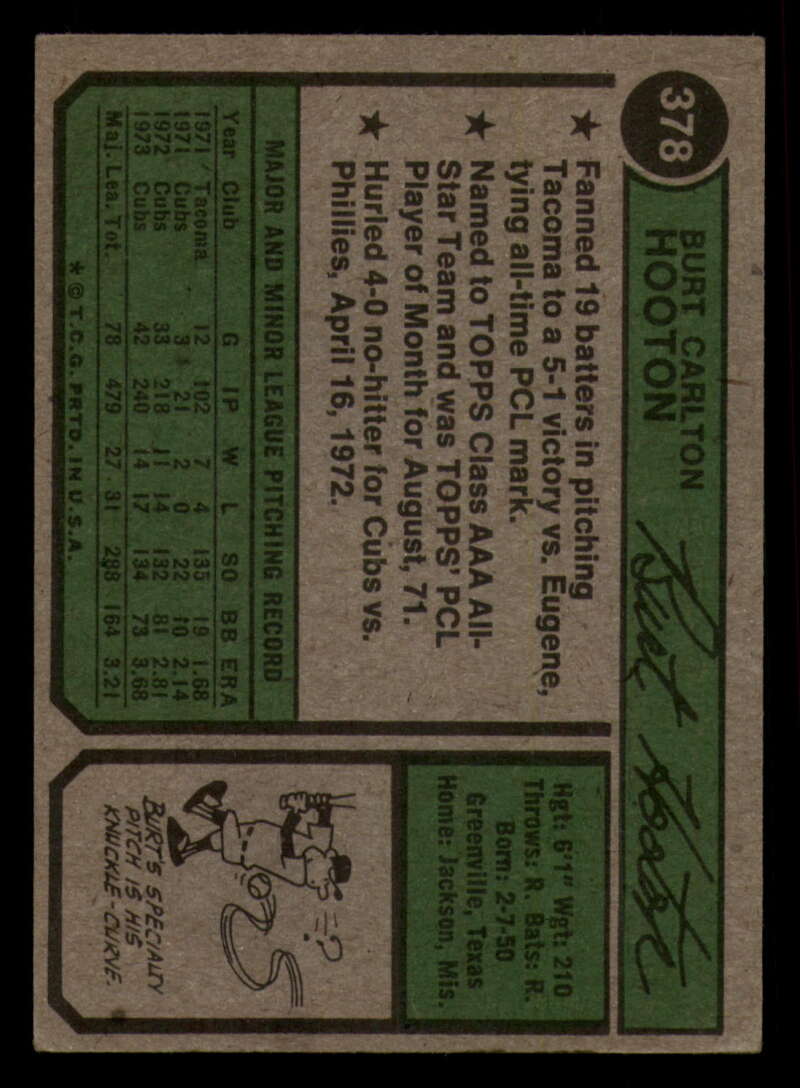 378
BURT CARLTON
HOOTON
Burt Hooton
★ Fanned 19 batters in pitching
Tacoma to a 5-1 victory vs. Eugene,
tying all-time PCL mark.
★ Named to TOPPS Class AAA All-
Star Team and was TOPPS' PCL
Player of Month for August, 71.
★ Hurled 4-0 no-hitter for Cubs vs.
Phillies, April 16, 1972.
MAJOR AND MINOR LEAGUE PITCHING RECORD
Year Club G IP W L SO BB ERA
1971 Tacoma 12 102 7 4 135 19 1.68
1971 Cubs 3 21 2 0 22 10 2.14
1972 Cubs 33 218 11 14 132 81 2.81
1973 Cubs 42 240 14 17 134 73 3.68
Maj. Lea. Tot. 78 479 27 31 288 164 3.21
* © T.C.G. PRTD. IN U.S.A.
Hgt: 6'1" Wgt: 210
Throws: R. Bats: R.
Born: 2-7-50
Greenville, Texas
Home: Jackson, Mis.
=?
BURT'S SPECIALTY
PITCH IS HIS
KNUCKLE-CURVE.